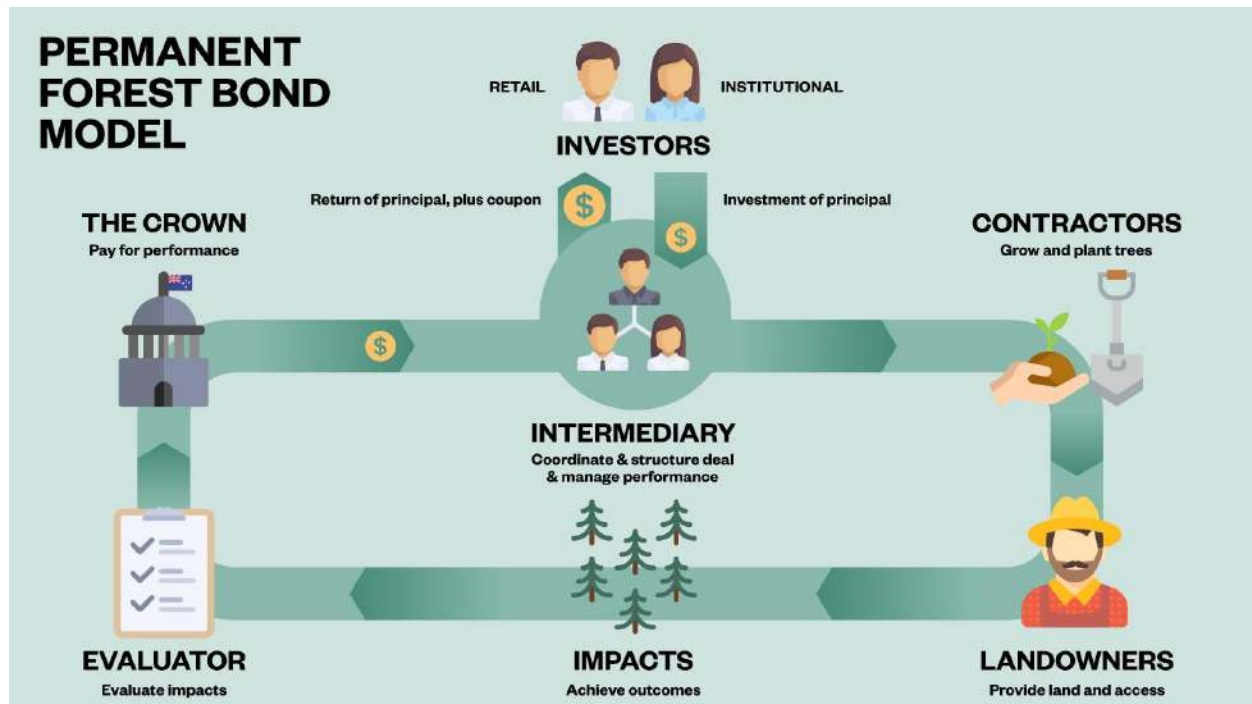 PERMANENT
FOREST BOND
MODEL
RETAIL
INSTITUTIONAL
INVESTORS
Return of principal, plus coupon
$
Investment of principal
$
THE CROWN
Pay for performance
CONTRACTORS
Grow and plant trees
$
INTERMEDIARY
Coordinate & structure deal
& manage performance
EVALUATOR
Evaluate impacts
IMPACTS
Achieve outcomes
LANDOWNERS
Provide land and access